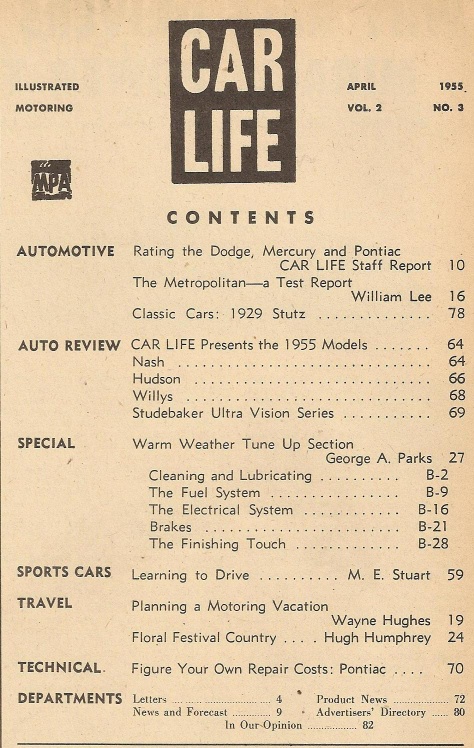 CAR
LIFE
ILLUSTRATED
MOTORING
APRIL 1955
VOL. 2 NO. 3
MPA
CONTENTS
AUTOMOTIVE Rating the Dodge, Mercury and Pontiac
CAR LIFE Staff Report 10
The Metropolitan—a Test Report
William Lee 16
Classic Cars: 1929 Stutz .............. 78
AUTO REVIEW CAR LIFE Presents the 1955 Models ....... 64
Nash .............................. 64
Hudson ........................... 66
Willys ............................ 68
Studebaker Ultra Vision Series ........... 69
SPECIAL Warm Weather Tune Up Section
George A. Parks 27
Cleaning and Lubricating .......... B-2
The Fuel System ................. B-9
The Electrical System ............. B-16
Brakes ......................... B-21
The Finishing Touch .............. B-28
SPORTS CARS Learning to Drive .......... M. E. Stuart 59
TRAVEL Planning a Motoring Vacation
Wayne Hughes 19
Floral Festival Country .... Hugh Humphrey 24
TECHNICAL Figure Your Own Repair Costs: Pontiac .... 70
DEPARTMENTS Letters .................... 4 Product News ................ 72
News and Forecast ............ 9 Advertisers' Directory ..... 80
In Our Opinion ............. 82